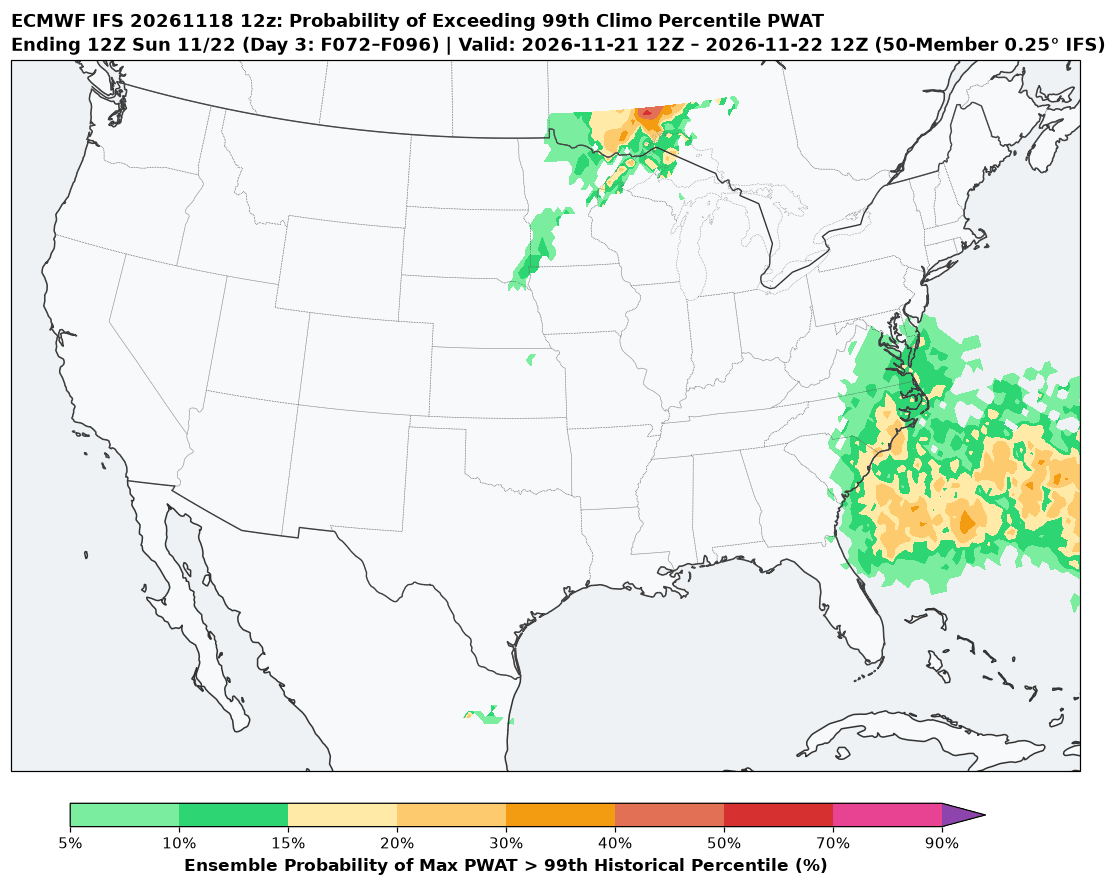 ECMWF IFS 20261118 12z: Probability of Exceeding 99th Climo Percentile PWAT
Ending 12Z Sun 11/22 (Day 3: F072–F096) | Valid: 2026-11-21 12Z – 2026-11-22 12Z (50-Member 0.25° IFS)
5% 10% 15% 20% 30% 40% 50% 70% 90%
Ensemble Probability of Max PWAT > 99th Historical Percentile (%)